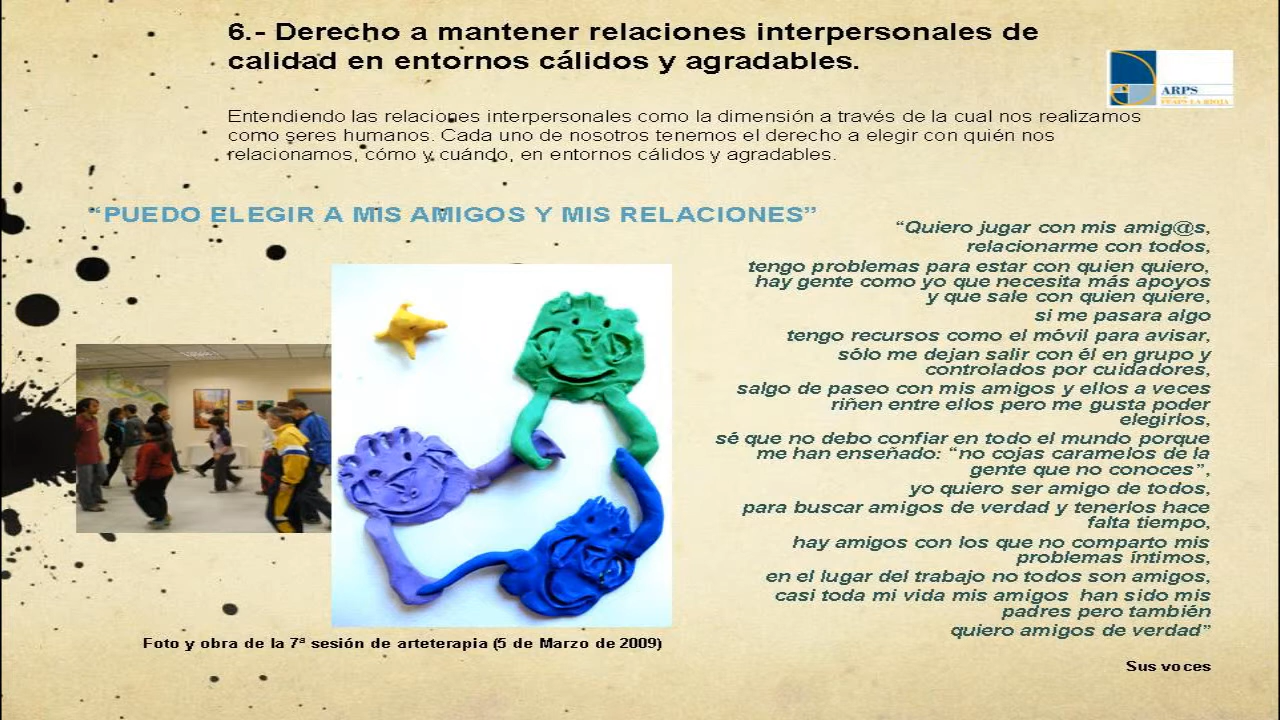 6.- Derecho a mantener relaciones interpersonales de
calidad en entornos cálidos y agradables.
ARPS
FEAPS LA RIOJA
Entendiendo las relaciones interpersonales como la dimensión a través de la cual nos realizamos
como seres humanos. Cada uno de nosotros tenemos el derecho a elegir con quién nos
relacionamos, cómo y cuándo, en entornos cálidos y agradables.
“PUEDO ELEGIR A MIS AMIGOS Y MIS RELACIONES”
“Quiero jugar con mis amig@s,
relacionarme con todos,
tengo problemas para estar con quien quiero,
hay gente como yo que necesita más apoyos
y que sale con quien quiere,
si me pasara algo
tengo recursos como el móvil para avisar,
sólo me dejan salir con él en grupo y
controlados por cuidadores,
salgo de paseo con mis amigos y ellos a veces
riñen entre ellos pero me gusta poder
elegirlos,
sé que no debo confiar en todo el mundo porque
me han enseñado: “no cojas caramelos de la
gente que no conoces”,
yo quiero ser amigo de todos,
para buscar amigos de verdad y tenerlos hace
falta tiempo,
hay amigos con los que no comparto mis
problemas íntimos,
en el lugar del trabajo no todos son amigos,
casi toda mi vida mis amigos han sido mis
padres pero también
quiero amigos de verdad”
Foto y obra de la 7ª sesión de arteterapia (5 de Marzo de 2009)
Sus voces